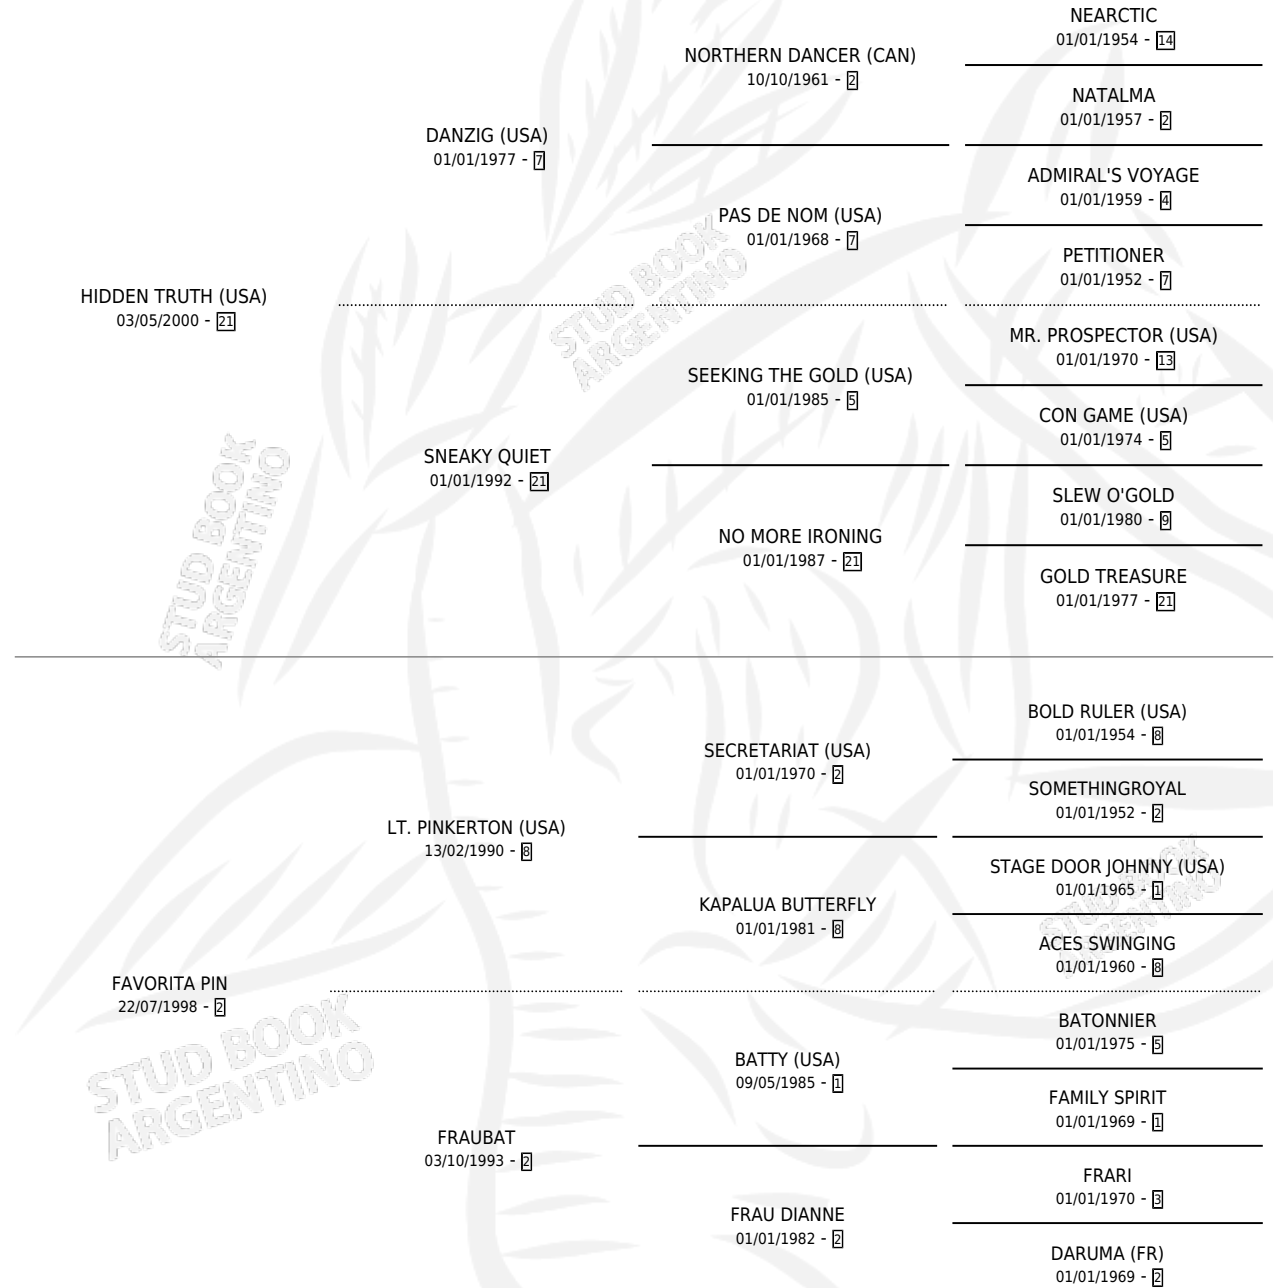 NEARCTIC
01/01/1954 - 14
NORTHERN DANCER (CAN)
10/10/1961 - 2
NATALMA
01/01/1957 - 2
DANZIG (USA)
01/01/1977 - 7
ADMIRAL'S VOYAGE
01/01/1959 - 4
PAS DE NOM (USA)
01/01/1968 - 7
PETITIONER
01/01/1952 - 7
HIDDEN TRUTH (USA)
03/05/2000 - 21
STUD BOOK
ARGENTINO
MR. PROSPECTOR (USA)
01/01/1970 - 13
SEEKING THE GOLD (USA)
01/01/1985 - 5
CON GAME (USA)
01/01/1974 - 5
SNEAKY QUIET
01/01/1992 - 21
SLEW O'GOLD
01/01/1980 - 9
NO MORE IRONING
01/01/1987 - 21
GOLD TREASURE
01/01/1977 - 21
STUD BOOK
ARGENTINO
BOLD RULER (USA)
01/01/1954 - 8
SECRETARIAT (USA)
01/01/1970 - 2
SOMETHINGROYAL
01/01/1952 - 2
LT. PINKERTON (USA)
13/02/1990 - 8
STAGE DOOR JOHNNY (USA)
01/01/1965 - 1
KAPALUA BUTTERFLY
01/01/1981 - 8
STUD BOOK
ARGENTINO
ACES SWINGING
01/01/1960 - 8
FAVORITA PIN
22/07/1998 - 2
BATONNIER
01/01/1975 - 5
BATTY (USA)
09/05/1985 - 1
FAMILY SPIRIT
01/01/1969 - 1
STUD BOOK
ARGENTINO
FRAUBAT
03/10/1993 - 2
FRARI
01/01/1970 - 3
FRAU DIANNE
01/01/1982 - 2
DARUMA (FR)
01/01/1969 - 2